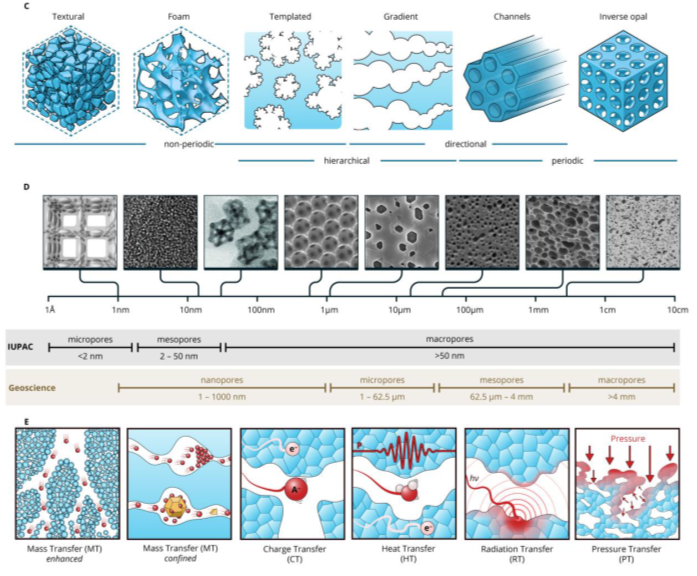 C
Textural Foam Templated Gradient Channels Inverse opal
non-periodic directional
hierarchical periodic
D
1Å 1nm 10nm 100nm 1μm 10μm 100μm 1mm 1cm 10cm
IUPAC
micropores mesopores macropores
<2 nm 2 – 50 nm >50 nm
Geoscience
nanopores micropores mesopores macropores
1 – 1000 nm 1 – 62.5 μm 62.5 μm – 4 mm >4 mm
E
e-
A-
P
e-
hν
Pressure
Mass Transfer (MT) Mass Transfer (MT) Charge Transfer Heat Transfer Radiation Transfer Pressure Transfer
enhanced confined (CT) (HT) (RT) (PT)